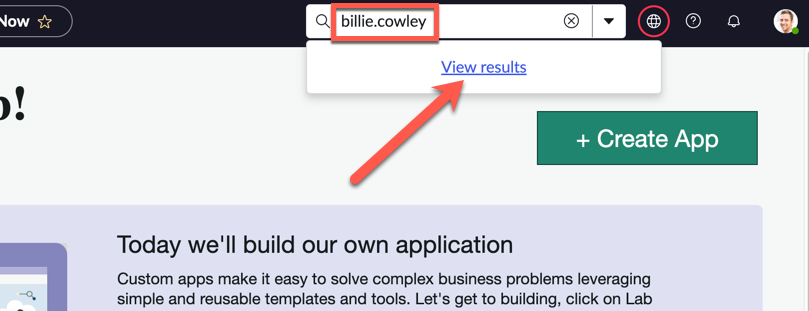 Now
billie.cowley
View results
o!
+ Create App
Today we'll build our own application
Custom apps make it easy to solve complex business problems leveraging
simple and reusable templates and tools. Let's get to building, click on Lab